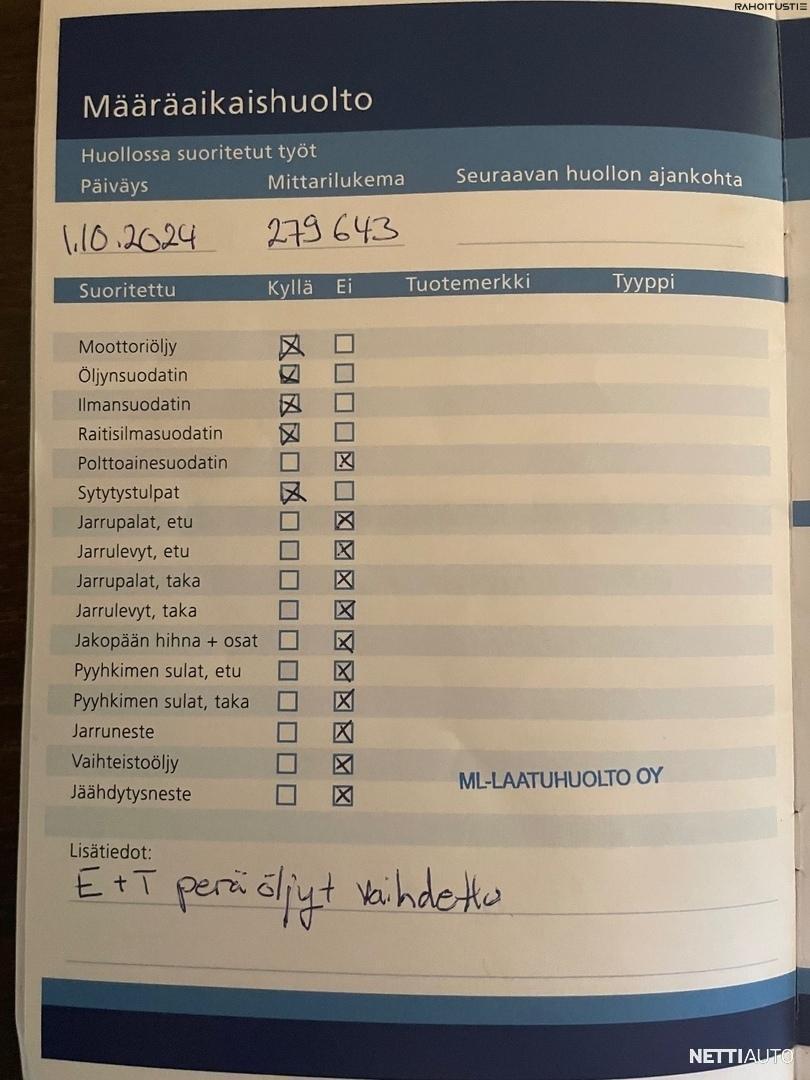 RAHOITUSTIE
Määräaikaishuolto
Huollossa suoritetut työt
Päiväys Mittarilukema Seuraavan huollon ajankohta
1.10.2024 279 643
Suoritettu Kyllä Ei Tuotemerkki Tyyppi
Moottoriöljy
Öljynsuodatin
Ilmansuodatin
Raitisilmasuodatin
Polttoainesuodatin
Sytytystulpat
Jarrupalat, etu
Jarrulevyt, etu
Jarrupalat, taka
Jarrulevyt, taka
Jakopään hihna + osat
Pyyhkimen sulat, etu
Pyyhkimen sulat, taka
Jarruneste
Vaihteistoöljy
ML-LAATUHUOLTO OY
Jäähdytysneste
Lisätiedot:
E+T perä öljyt vaihdettu
NETTIAUTO